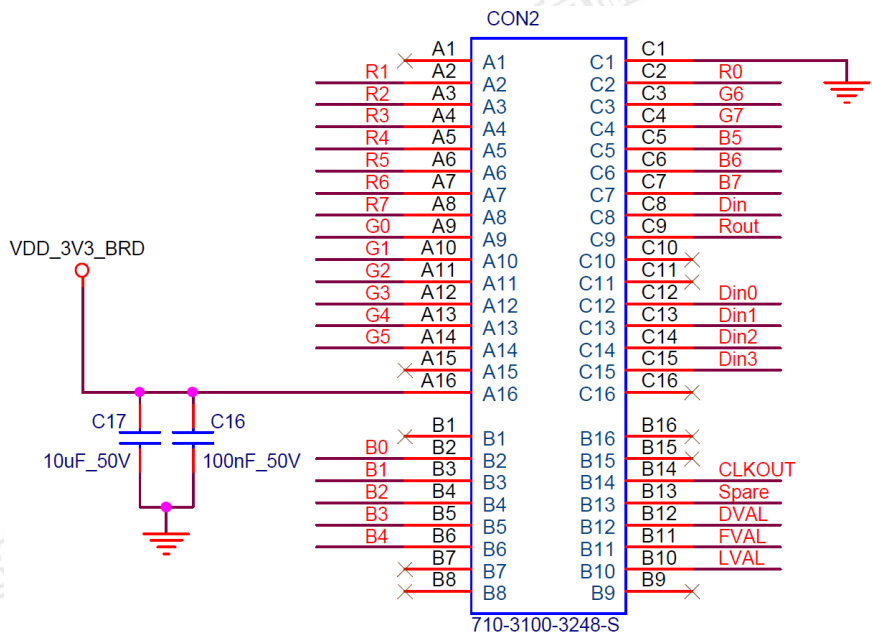 CON2
A1 A1 C1 C1
R1 A2 A2 C2 C2 R0
R2 A3 A3 C3 C3 G6
R3 A4 A4 C4 C4 G7
R4 A5 A5 C5 C5 B5
R5 A6 A6 C6 C6 B6
R6 A7 A7 C7 C7 B7
R7 A8 A8 C8 C8 Din
G0 A9 A9 C9 C9 Rout
G1 A10 A10 C10 C10
G2 A11 A11 C11 C11
G3 A12 A12 C12 C12 Din0
G4 A13 A13 C13 C13 Din1
G5 A14 A14 C14 C14 Din2
A15 A15 C15 C15 Din3
A16 A16 C16 C16
VDD_3V3_BRD
C17 C16
10uF_50V 100nF_50V
B1 B1 B16 B16
B0 B2 B2 B15 B15
B1 B3 B3 B14 B14 CLKOUT
B2 B4 B4 B13 B13 Spare
B3 B5 B5 B12 B12 DVAL
B4 B6 B6 B11 B11 FVAL
B7 B7 B10 B10 LVAL
B8 B8 B9 B9
710-3100-3248-S